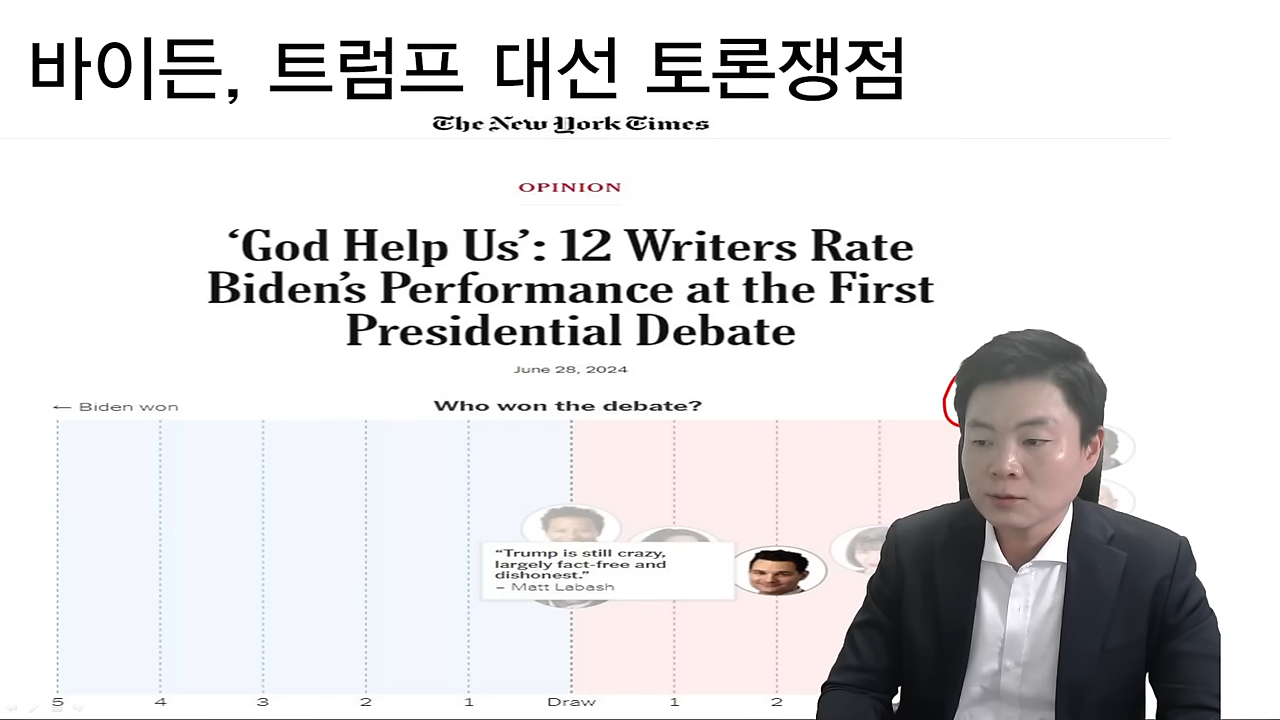 바이든, 트럼프 대선 토론쟁점
The New York Times
OPINION
‘God Help Us’: 12 Writers Rate
Biden’s Performance at the First
Presidential Debate
June 28, 2024
← Biden won
Who won the debate?
“Trump is still crazy,
largely fact-free and
dishonest.”
– Matt Labash
5 4 3 2 1 Draw 1 2